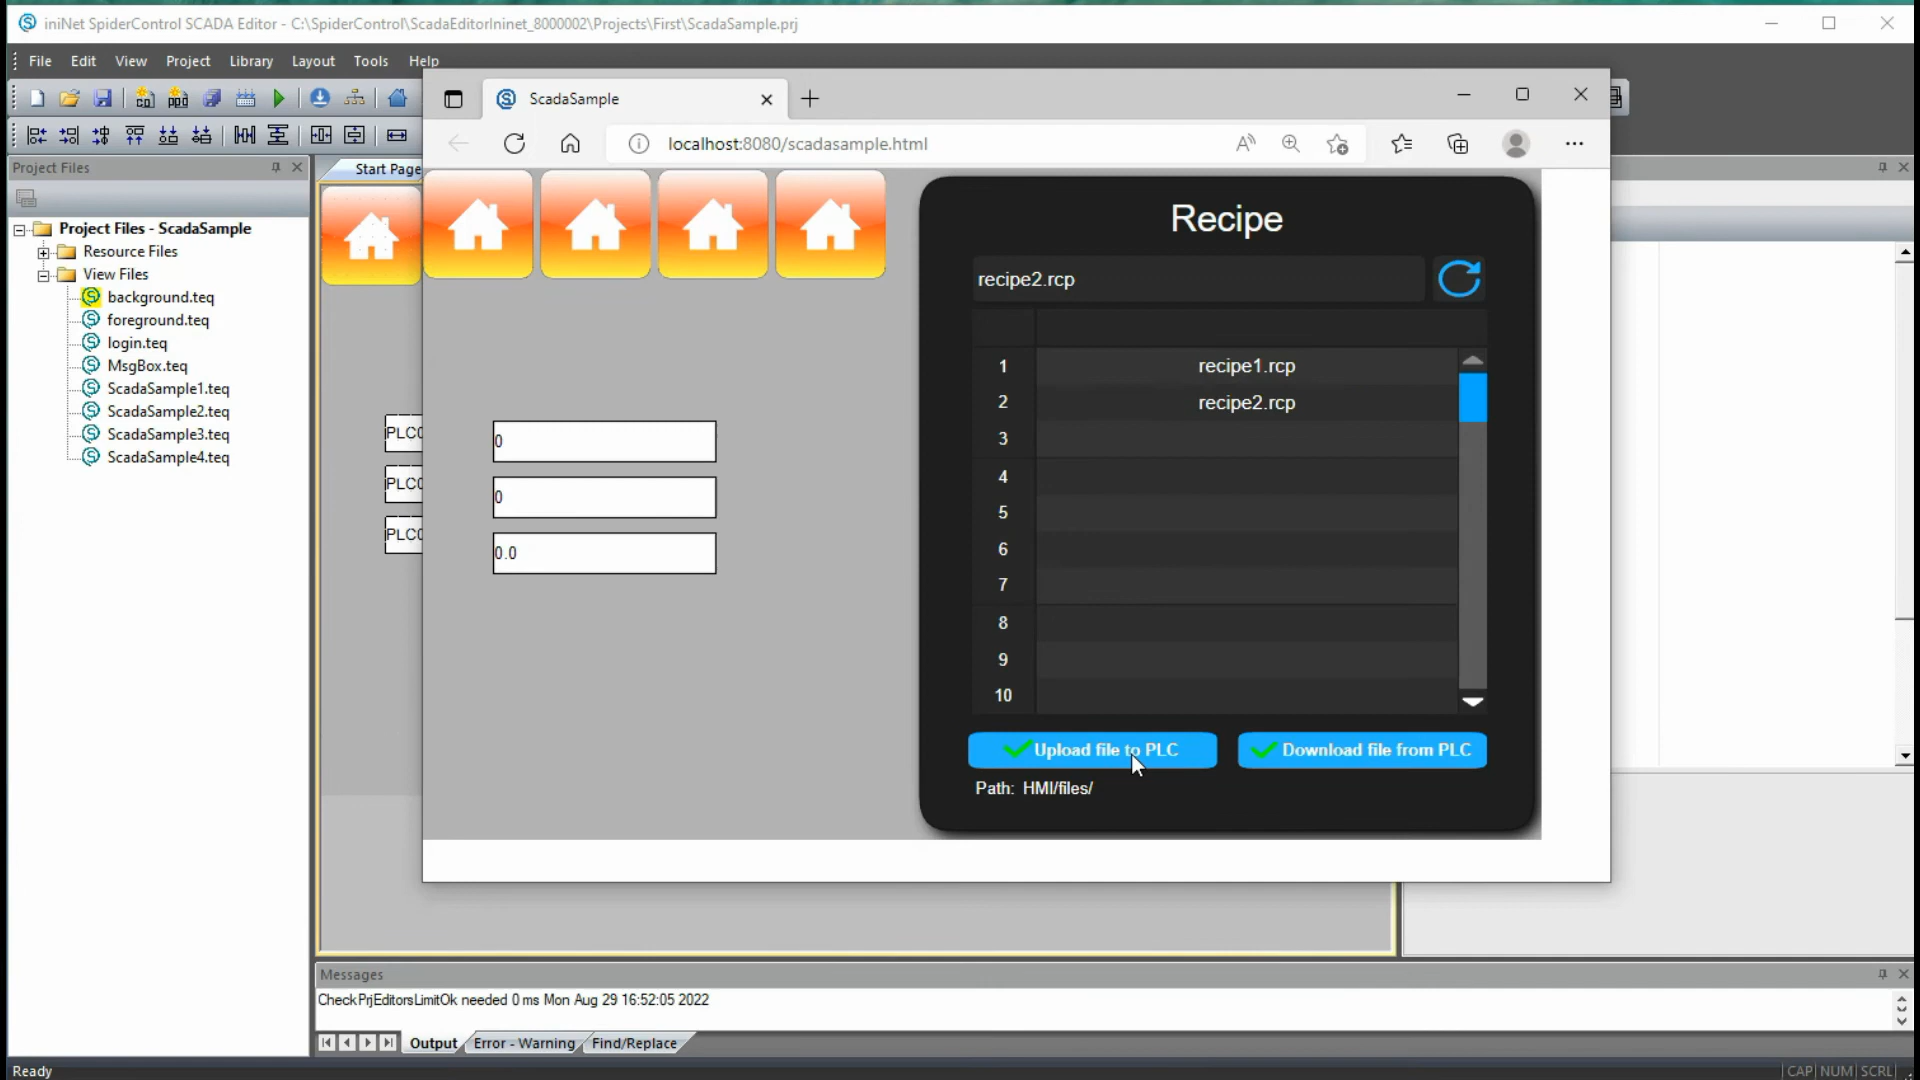 iniNet SpiderControl SCADA Editor - C:\SpiderControl\ScadaEditorIninet_8000002\Projects\First\ScadaSample.prj
File Edit View Project Library Layout Tools Help
ScadaSample
localhost:8080/scadasample.html
Project Files
Start Page
Project Files - ScadaSample
Resource Files
View Files
background.teq
foreground.teq
login.teq
MsgBox.teq
ScadaSample1.teq
ScadaSample2.teq
ScadaSample3.teq
ScadaSample4.teq
PLC0
PLC0
PLC0
0
0
0.0
Recipe
recipe2.rcp
1 recipe1.rcp
2 recipe2.rcp
3
4
5
6
7
8
9
10
Upload file to PLC Download file from PLC
Path: HMI/files/
Messages
CheckPrjEditorsLimitOk needed 0 ms Mon Aug 29 16:52:05 2022
Output Error - Warning Find/Replace
Ready CAP NUM SCRL